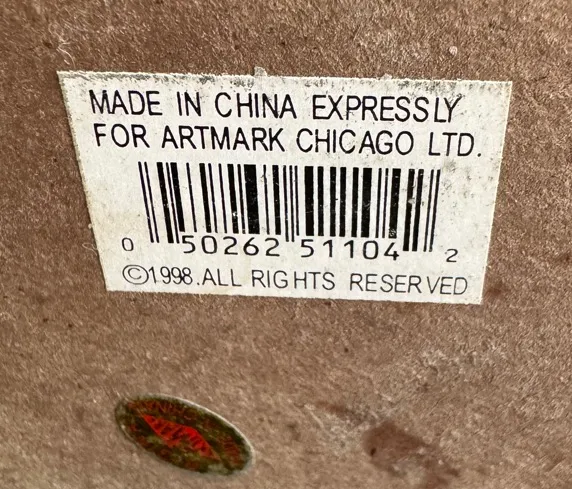 MADE IN CHINA EXPRESSLY
FOR ARTMARK CHICAGO LTD.
0 50262 51104 2
©1998.ALL RIGHTS RESERVED